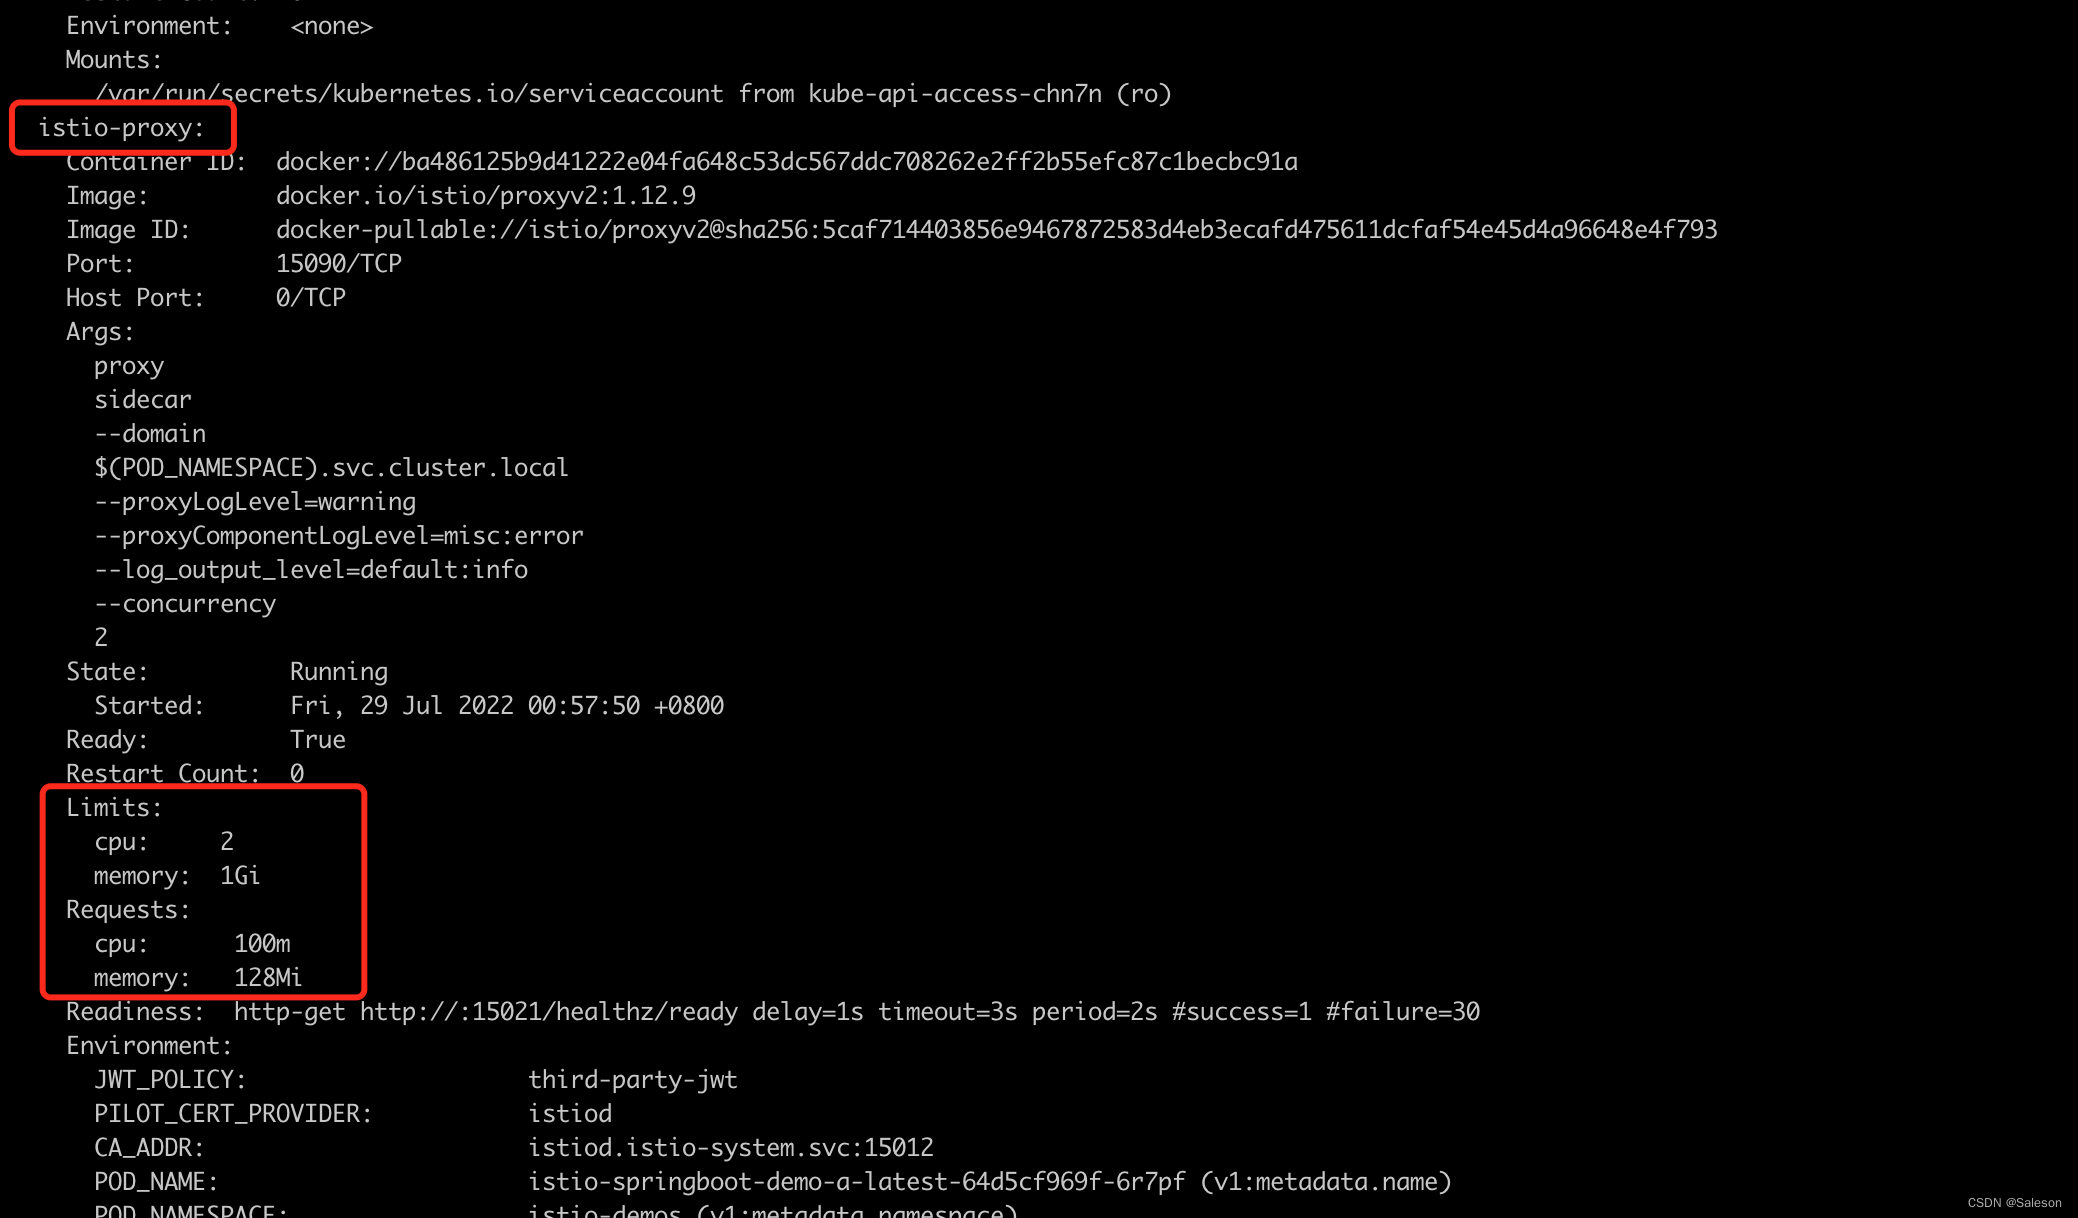 Environment:    <none>
Mounts:
/var/run/secrets/kubernetes.io/serviceaccount from kube-api-access-chn7n (ro)
istio-proxy:
Container ID:  docker://ba486125b9d41222e04fa648c53dc567ddc708262e2ff2b55efc87c1becbc91a
Image:         docker.io/istio/proxyv2:1.12.9
Image ID:      docker-pullable://istio/proxyv2@sha256:5caf714403856e9467872583d4eb3ecafd475611dcfaf54e45d4a96648e4f793
Port:          15090/TCP
Host Port:     0/TCP
Args:
proxy
sidecar
--domain
$(POD_NAMESPACE).svc.cluster.local
--proxyLogLevel=warning
--proxyComponentLogLevel=misc:error
--log_output_level=default:info
--concurrency
2
State:          Running
Started:      Fri, 29 Jul 2022 00:57:50 +0800
Ready:          True
Restart Count:  0
Limits:
cpu:     2
memory:  1Gi
Requests:
cpu:      100m
memory:   128Mi
Readiness:  http-get http://:15021/healthz/ready delay=1s timeout=3s period=2s #success=1 #failure=30
Environment:
JWT_POLICY:                    third-party-jwt
PILOT_CERT_PROVIDER:           istiod
CA_ADDR:                       istiod.istio-system.svc:15012
POD_NAME:                      istio-springboot-demo-a-latest-64d5cf969f-6r7pf (v1:metadata.name)
POD_NAMESPACE:                 istio-demos (v1:metadata.namespace)
CSDN @Saleson